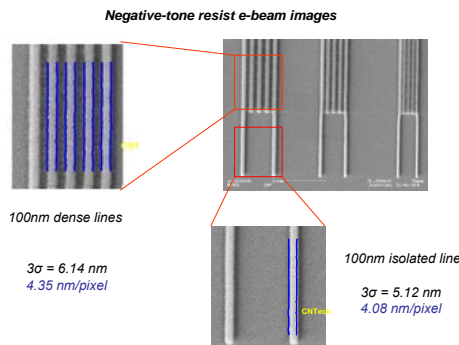 Negative-tone resist e-beam images
100nm dense lines
3σ = 6.14 nm
4.35 nm/pixel
CNTech
100nm isolated line
3σ = 5.12 nm
4.08 nm/pixel